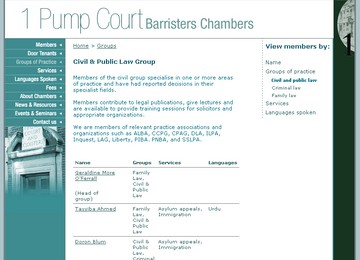 1 Pump Court Barristers Chambers
Members
Door Tenants
Groups of Practice
Services
Languages Spoken
Fees
About Chambers
News & Resources
Events & Seminars
Contact us
Home > Groups
Civil & Public Law Group
Members of the civil group specialise in one or more areas
of practice and have had reported decisions in their
specialist fields.
Members contribute to legal publications, give lectures and
are available to provide training sessions for solicitors and
appropriate organizations.
We are members of relevant practice associations and
organizations such as ALBA, CCPG, CPAG, DLA, ILPA,
Inquest, LAG, Liberty, PIBA, PNBA, and SSLPA.
Name Groups Services Languages
Geraldine More
O'Ferrall
(Head of
group)
Family
Law,
Civil &
Public
Law
Tayyiba Ahmad
Family
Law,
Civil &
Public
Law
Asylum appeals,
Immigration
Urdu
Doron Blum
Civil &
Public
Law,
Criminal
Asylum appeals,
Immigration
View members by:
Name
Groups of practice
Civil and public law
Criminal law
Family law
Services
Languages spoken